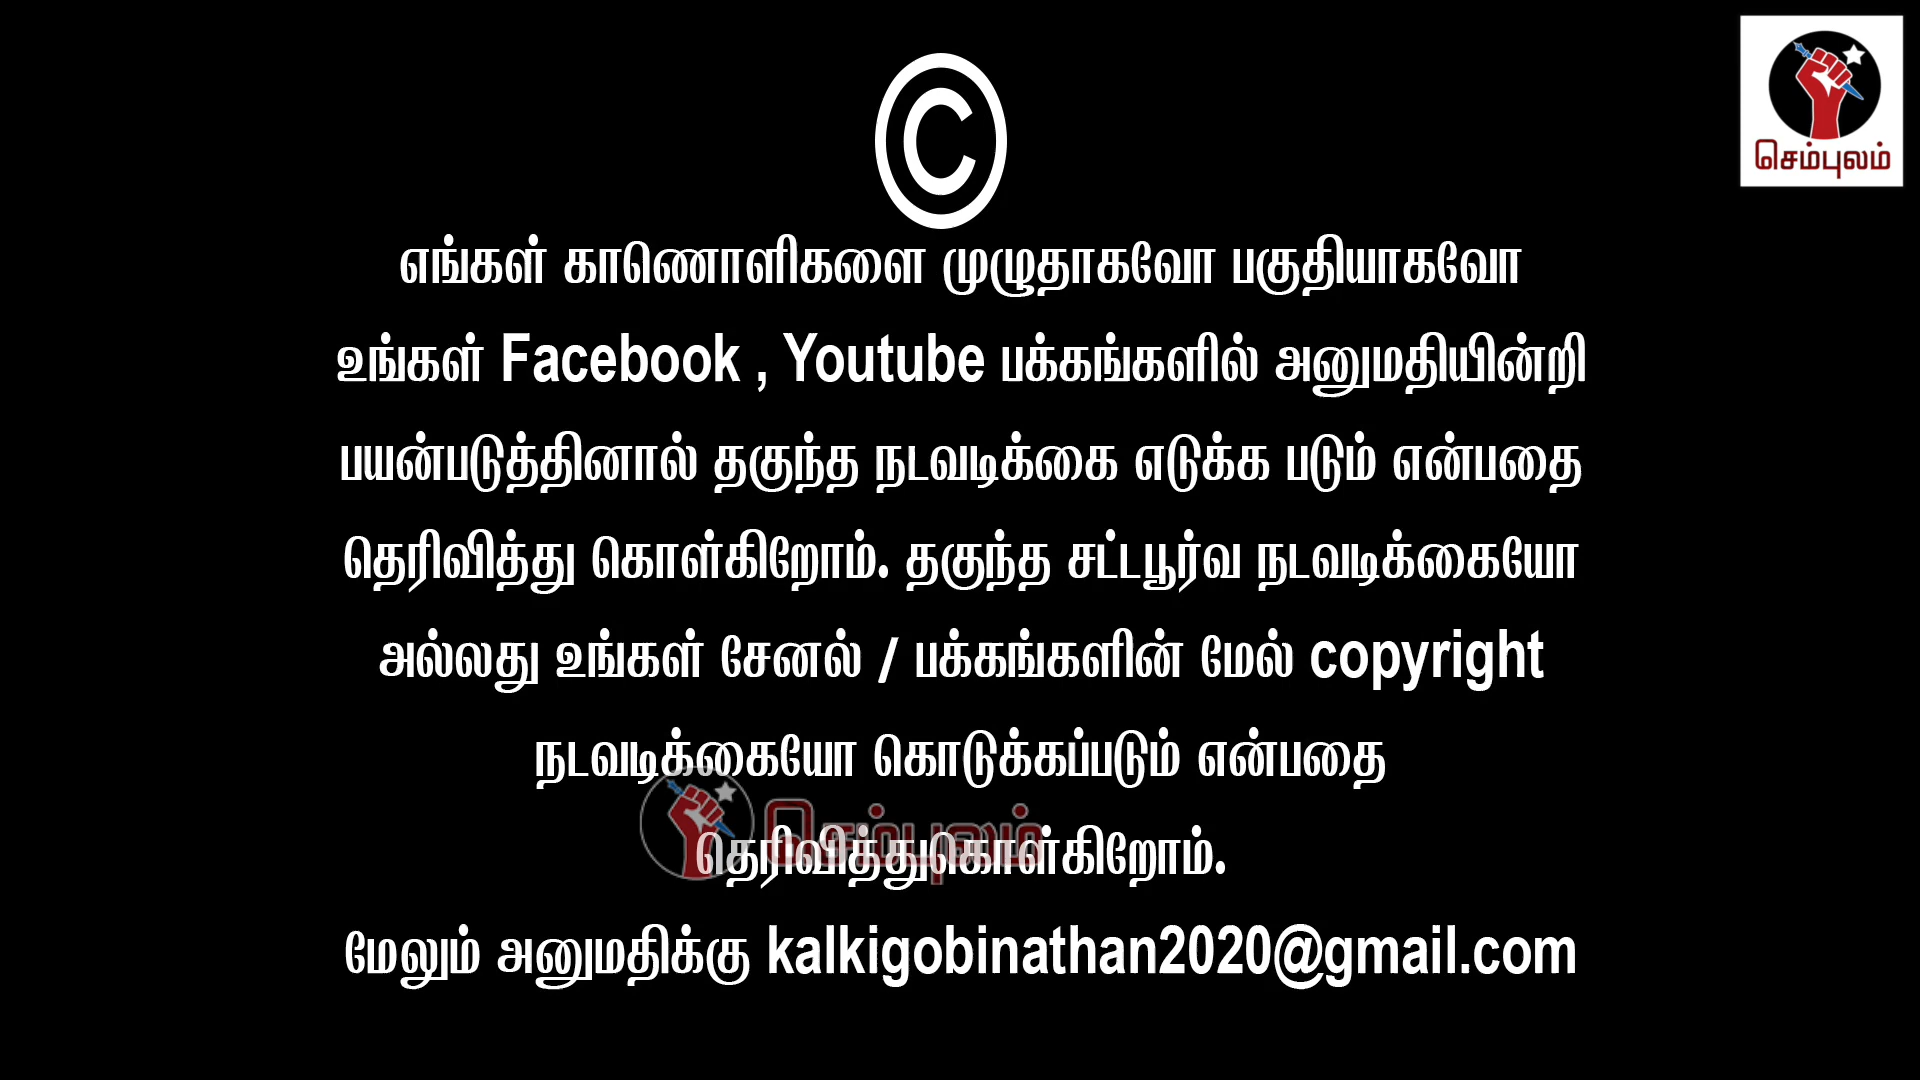 ©
செம்புலம்
எங்கள் காணொளிகளை முழுதாகவோ பகுதியாகவோ
உங்கள் Facebook , Youtube பக்கங்களில் அனுமதியின்றி
பயன்படுத்தினால் தகுந்த நடவடிக்கை எடுக்க படும் என்பதை
தெரிவித்து கொள்கிறோம். தகுந்த சட்டபூர்வ நடவடிக்கையோ
அல்லது உங்கள் சேனல் / பக்கங்களின் மேல் copyright
நடவடிக்கையோ கொடுக்கப்படும் என்பதை
செம்புலம்
தெரிவித்துகொள்கிறோம்.
மேலும் அனுமதிக்கு kalkigobinathan2020@gmail.com